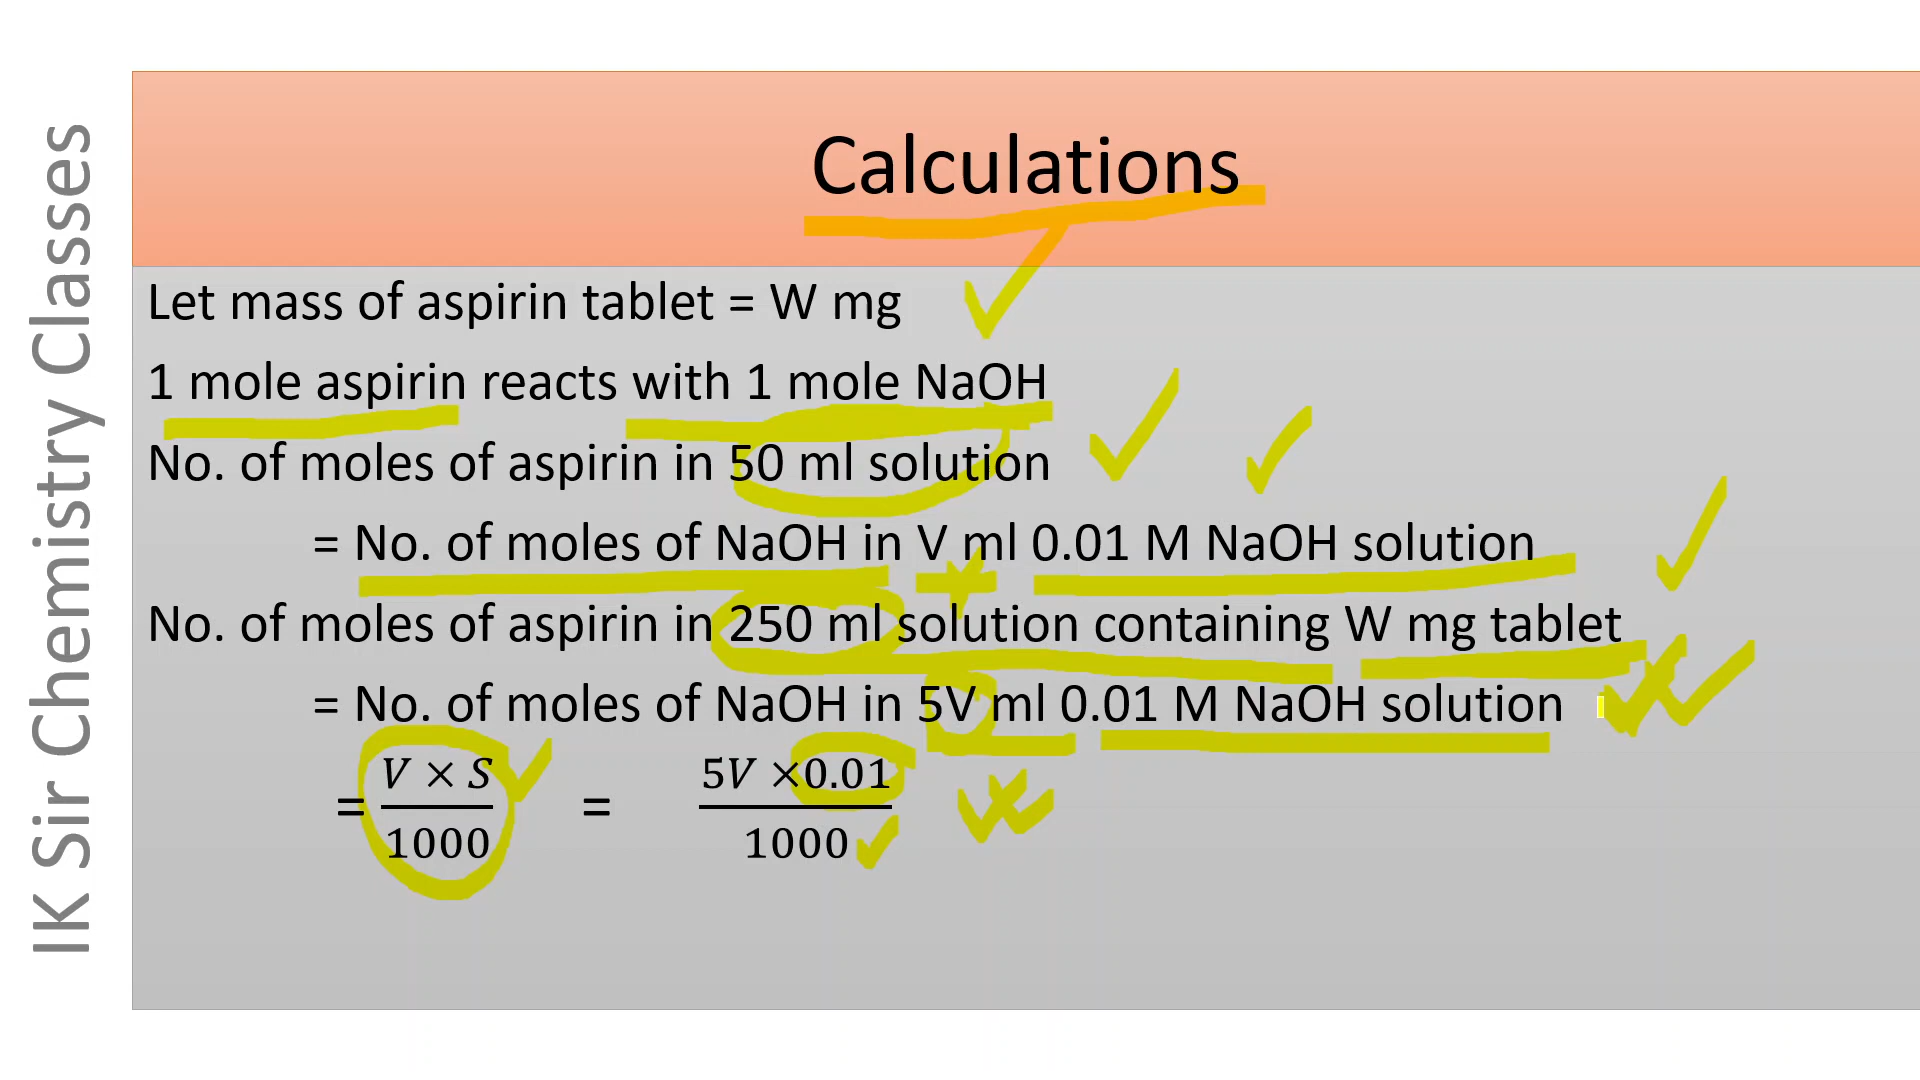 IK Sir Chemistry Classes
Calculations
Let mass of aspirin tablet = W mg
1 mole aspirin reacts with 1 mole NaOH
No. of moles of aspirin in 50 ml solution
= No. of moles of NaOH in V ml 0.01 M NaOH solution
No. of moles of aspirin in 250 ml solution containing W mg tablet
= No. of moles of NaOH in 5V ml 0.01 M NaOH solution
= V × S / 1000 = 5V × 0.01 / 1000